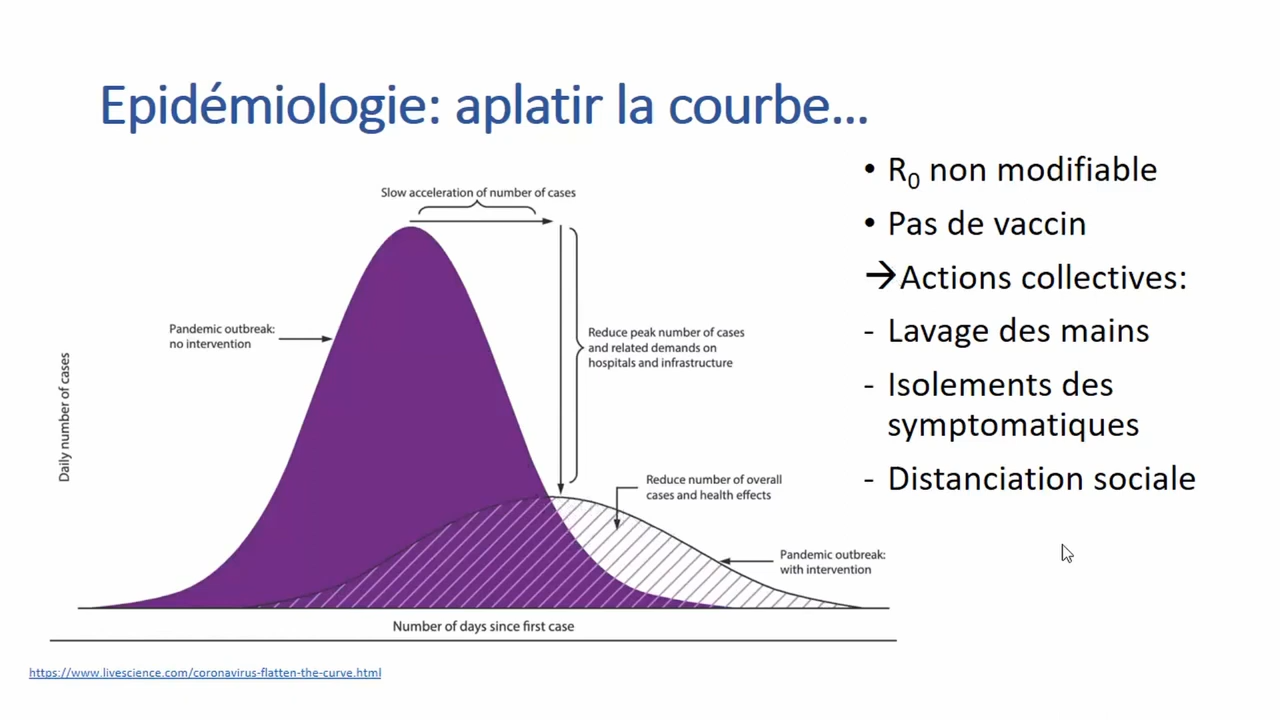 Epidémiologie: aplatir la courbe...
Slow acceleration of number of cases
Pandemic outbreak:
no intervention
Reduce peak number of cases
and related demands on
hospitals and infrastructure
Reduce number of overall
cases and health effects
Pandemic outbreak:
with intervention
Daily number of cases
Number of days since first case
https://www.livescience.com/coronavirus-flatten-the-curve.html
• R₀ non modifiable
• Pas de vaccin
→Actions collectives:
- Lavage des mains
- Isolements des
symptomatiques
- Distanciation sociale